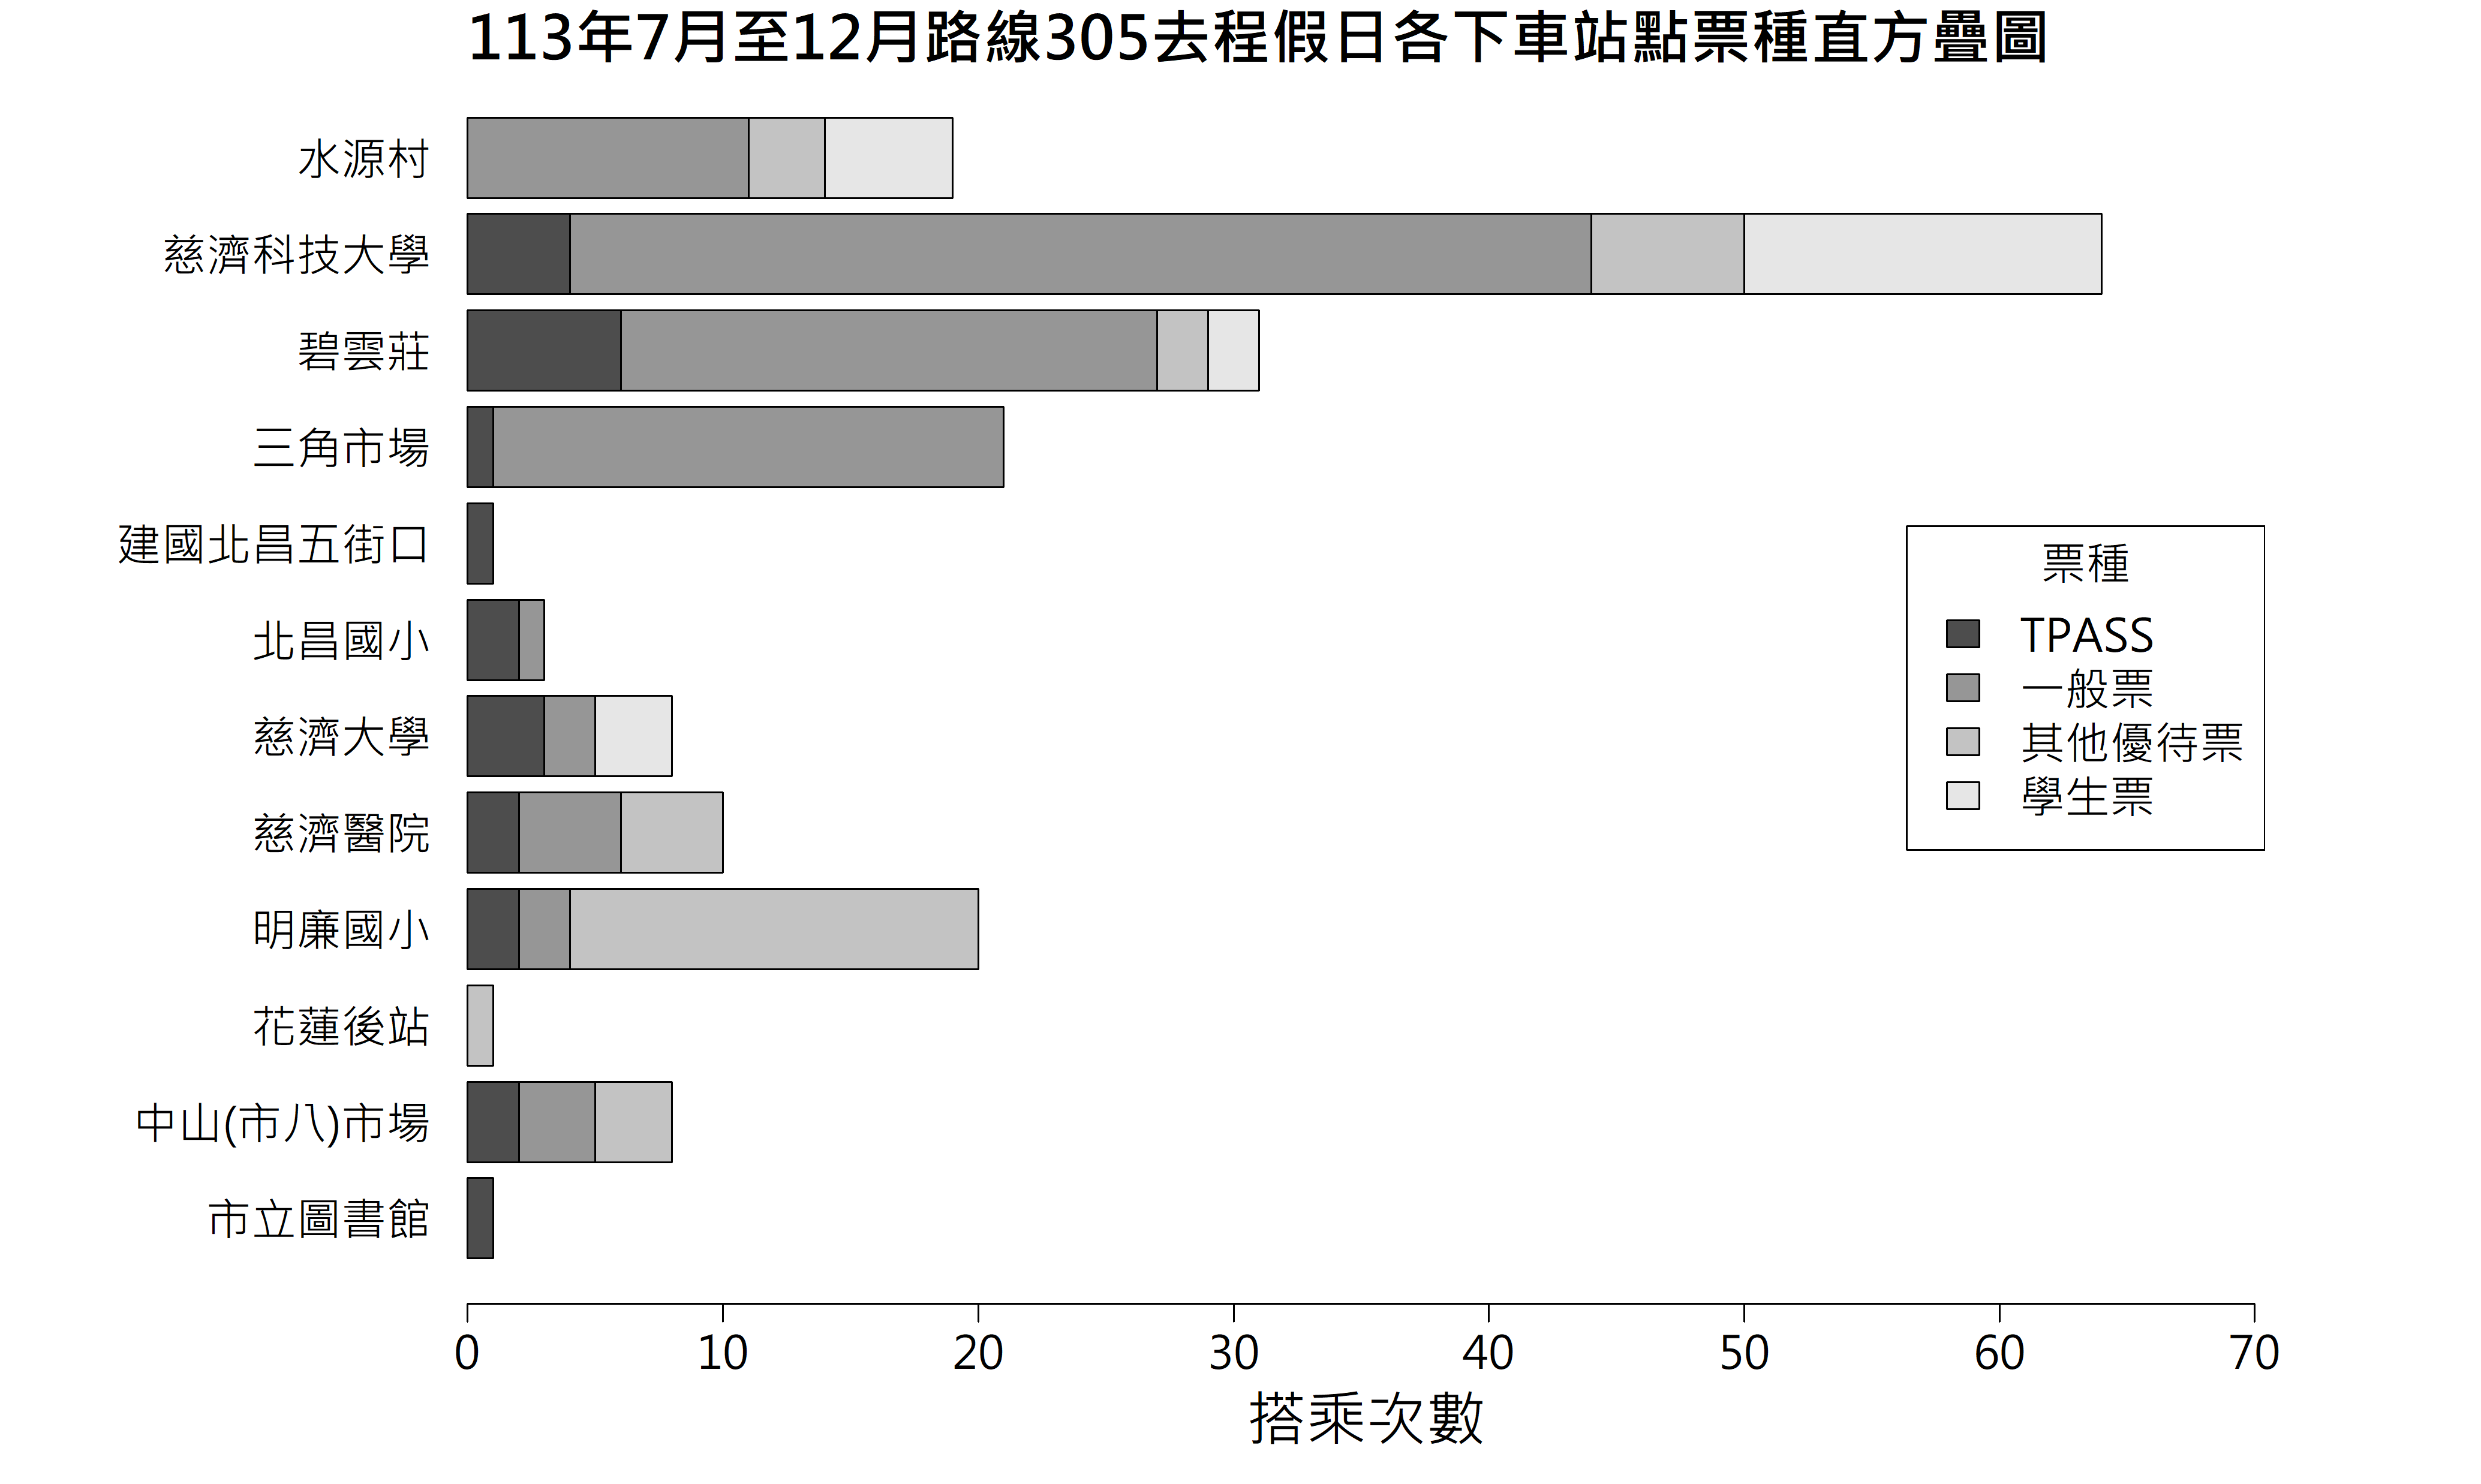 113年7月至12月路線305去程假日各下車站點票種直方疊圖
水源村
慈濟科技大學
碧雲莊
三角市場
建國北昌五街口
北昌國小
慈濟大學
慈濟醫院
明廉國小
花蓮後站
中山(市八)市場
市立圖書館
票種
TPASS
一般票
其他優待票
學生票
0 10 20 30 40 50 60 70
搭乘次數